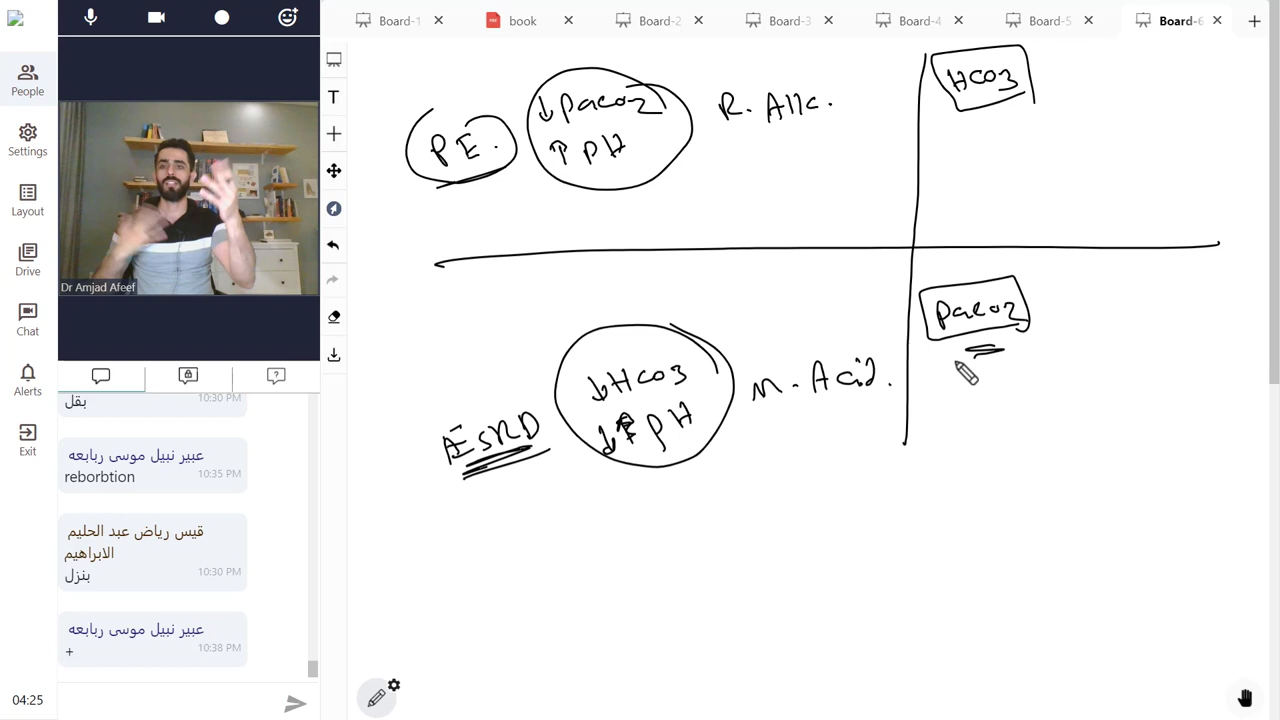 Board-1
book
Board-2
Board-3
Board-4
Board-5
Board-6
People
Settings
Layout
Drive
Chat
Alerts
Exit
04:25
Dr Amjad Afeef
بقل
10:30 PM
عبير نبيل موسى ربابعه
reborbtion
10:35 PM
قيس رياض عبد الحليم
الابراهيم
بنزل
10:30 PM
عبير نبيل موسى ربابعه
+
10:38 PM
T
PE.
↓ Paco2
↑ PH
R. Alk.
HCO3
ESRD
↓ HCO3
↓ PH
M. Acid.
Paco2